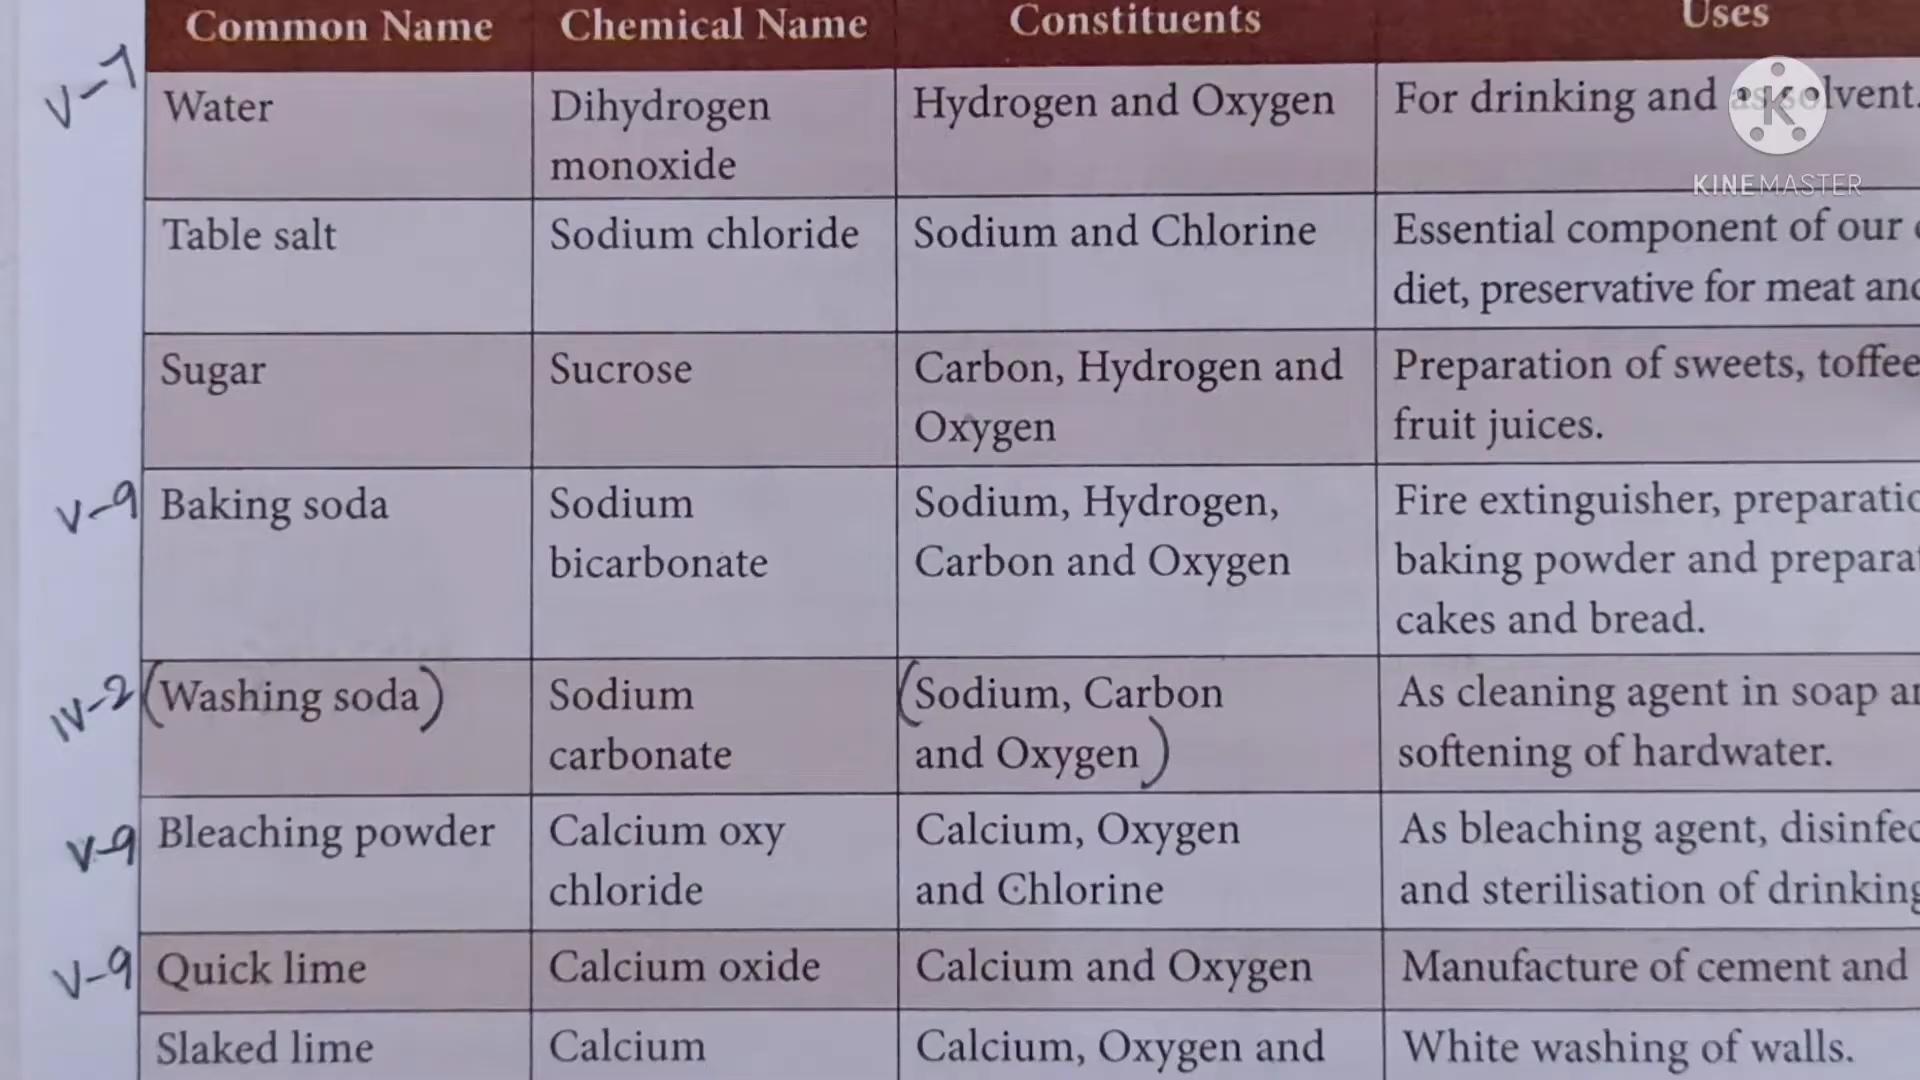 Common Name Chemical Name Constituents Uses
V-7 Water Dihydrogen Hydrogen and Oxygen For drinking and as solvent.
monoxide
KINEMASTER
Table salt Sodium chloride Sodium and Chlorine Essential component of our
diet, preservative for meat and
Sugar Sucrose Carbon, Hydrogen and Preparation of sweets, toffee
Oxygen fruit juices.
V-9 Baking soda Sodium Sodium, Hydrogen, Fire extinguisher,
bicarbonate Carbon and Oxygen baking powder and
cakes and bread.
IV-2 (Washing soda) Sodium (Sodium, Carbon As cleaning agent in soap
carbonate and Oxygen) softening of hardwater.
V-9 Bleaching powder Calcium oxy Calcium, Oxygen As bleaching agent,
chloride and Chlorine and sterilisation of drinking
V-9 Quick lime Calcium oxide Calcium and Oxygen Manufacture of cement and
Slaked lime Calcium Calcium, Oxygen and White washing of walls.